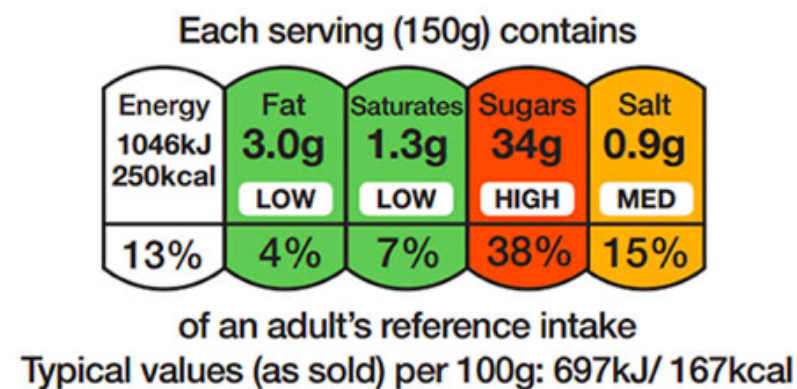 Each serving (150g) contains
Energy Fat Saturates Sugars Salt
1046kJ 3.0g 1.3g 34g 0.9g
250kcal
LOW LOW HIGH MED
13% 4% 7% 38% 15%
of an adult's reference intake
Typical values (as sold) per 100g: 697kJ/ 167kcal